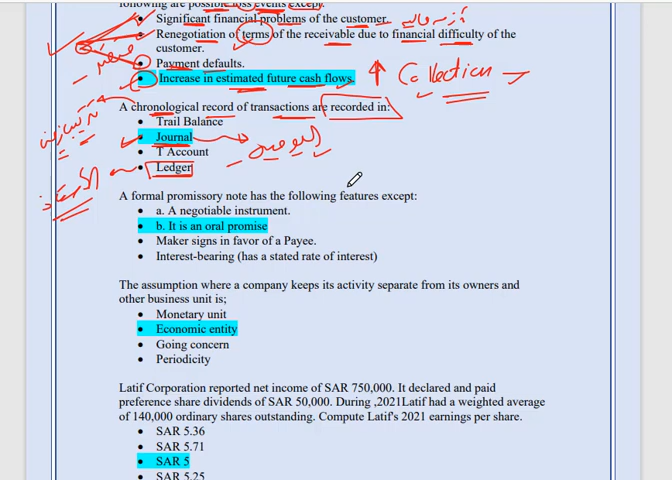 following are possible loss events except:
• Significant financial problems of the customer.
• Renegotiation of terms of the receivable due to financial difficulty of the
customer.
• Payment defaults.
• Increase in estimated future cash flows. Collection
A chronological record of transactions are recorded in:
• Trail Balance
• Journal
• T Account
• Ledger
A formal promissory note has the following features except:
• a. A negotiable instrument.
• b. It is an oral promise
• Maker signs in favor of a Payee.
• Interest-bearing (has a stated rate of interest)
The assumption where a company keeps its activity separate from its owners and
other business unit is;
• Monetary unit
• Economic entity
• Going concern
• Periodicity
Latif Corporation reported net income of SAR 750,000. It declared and paid
preference share dividends of SAR 50,000. During ,2021Latif had a weighted average
of 140,000 ordinary shares outstanding. Compute Latif's 2021 earnings per share.
• SAR 5.36
• SAR 5.71
• SAR 5
• SAR 5.25